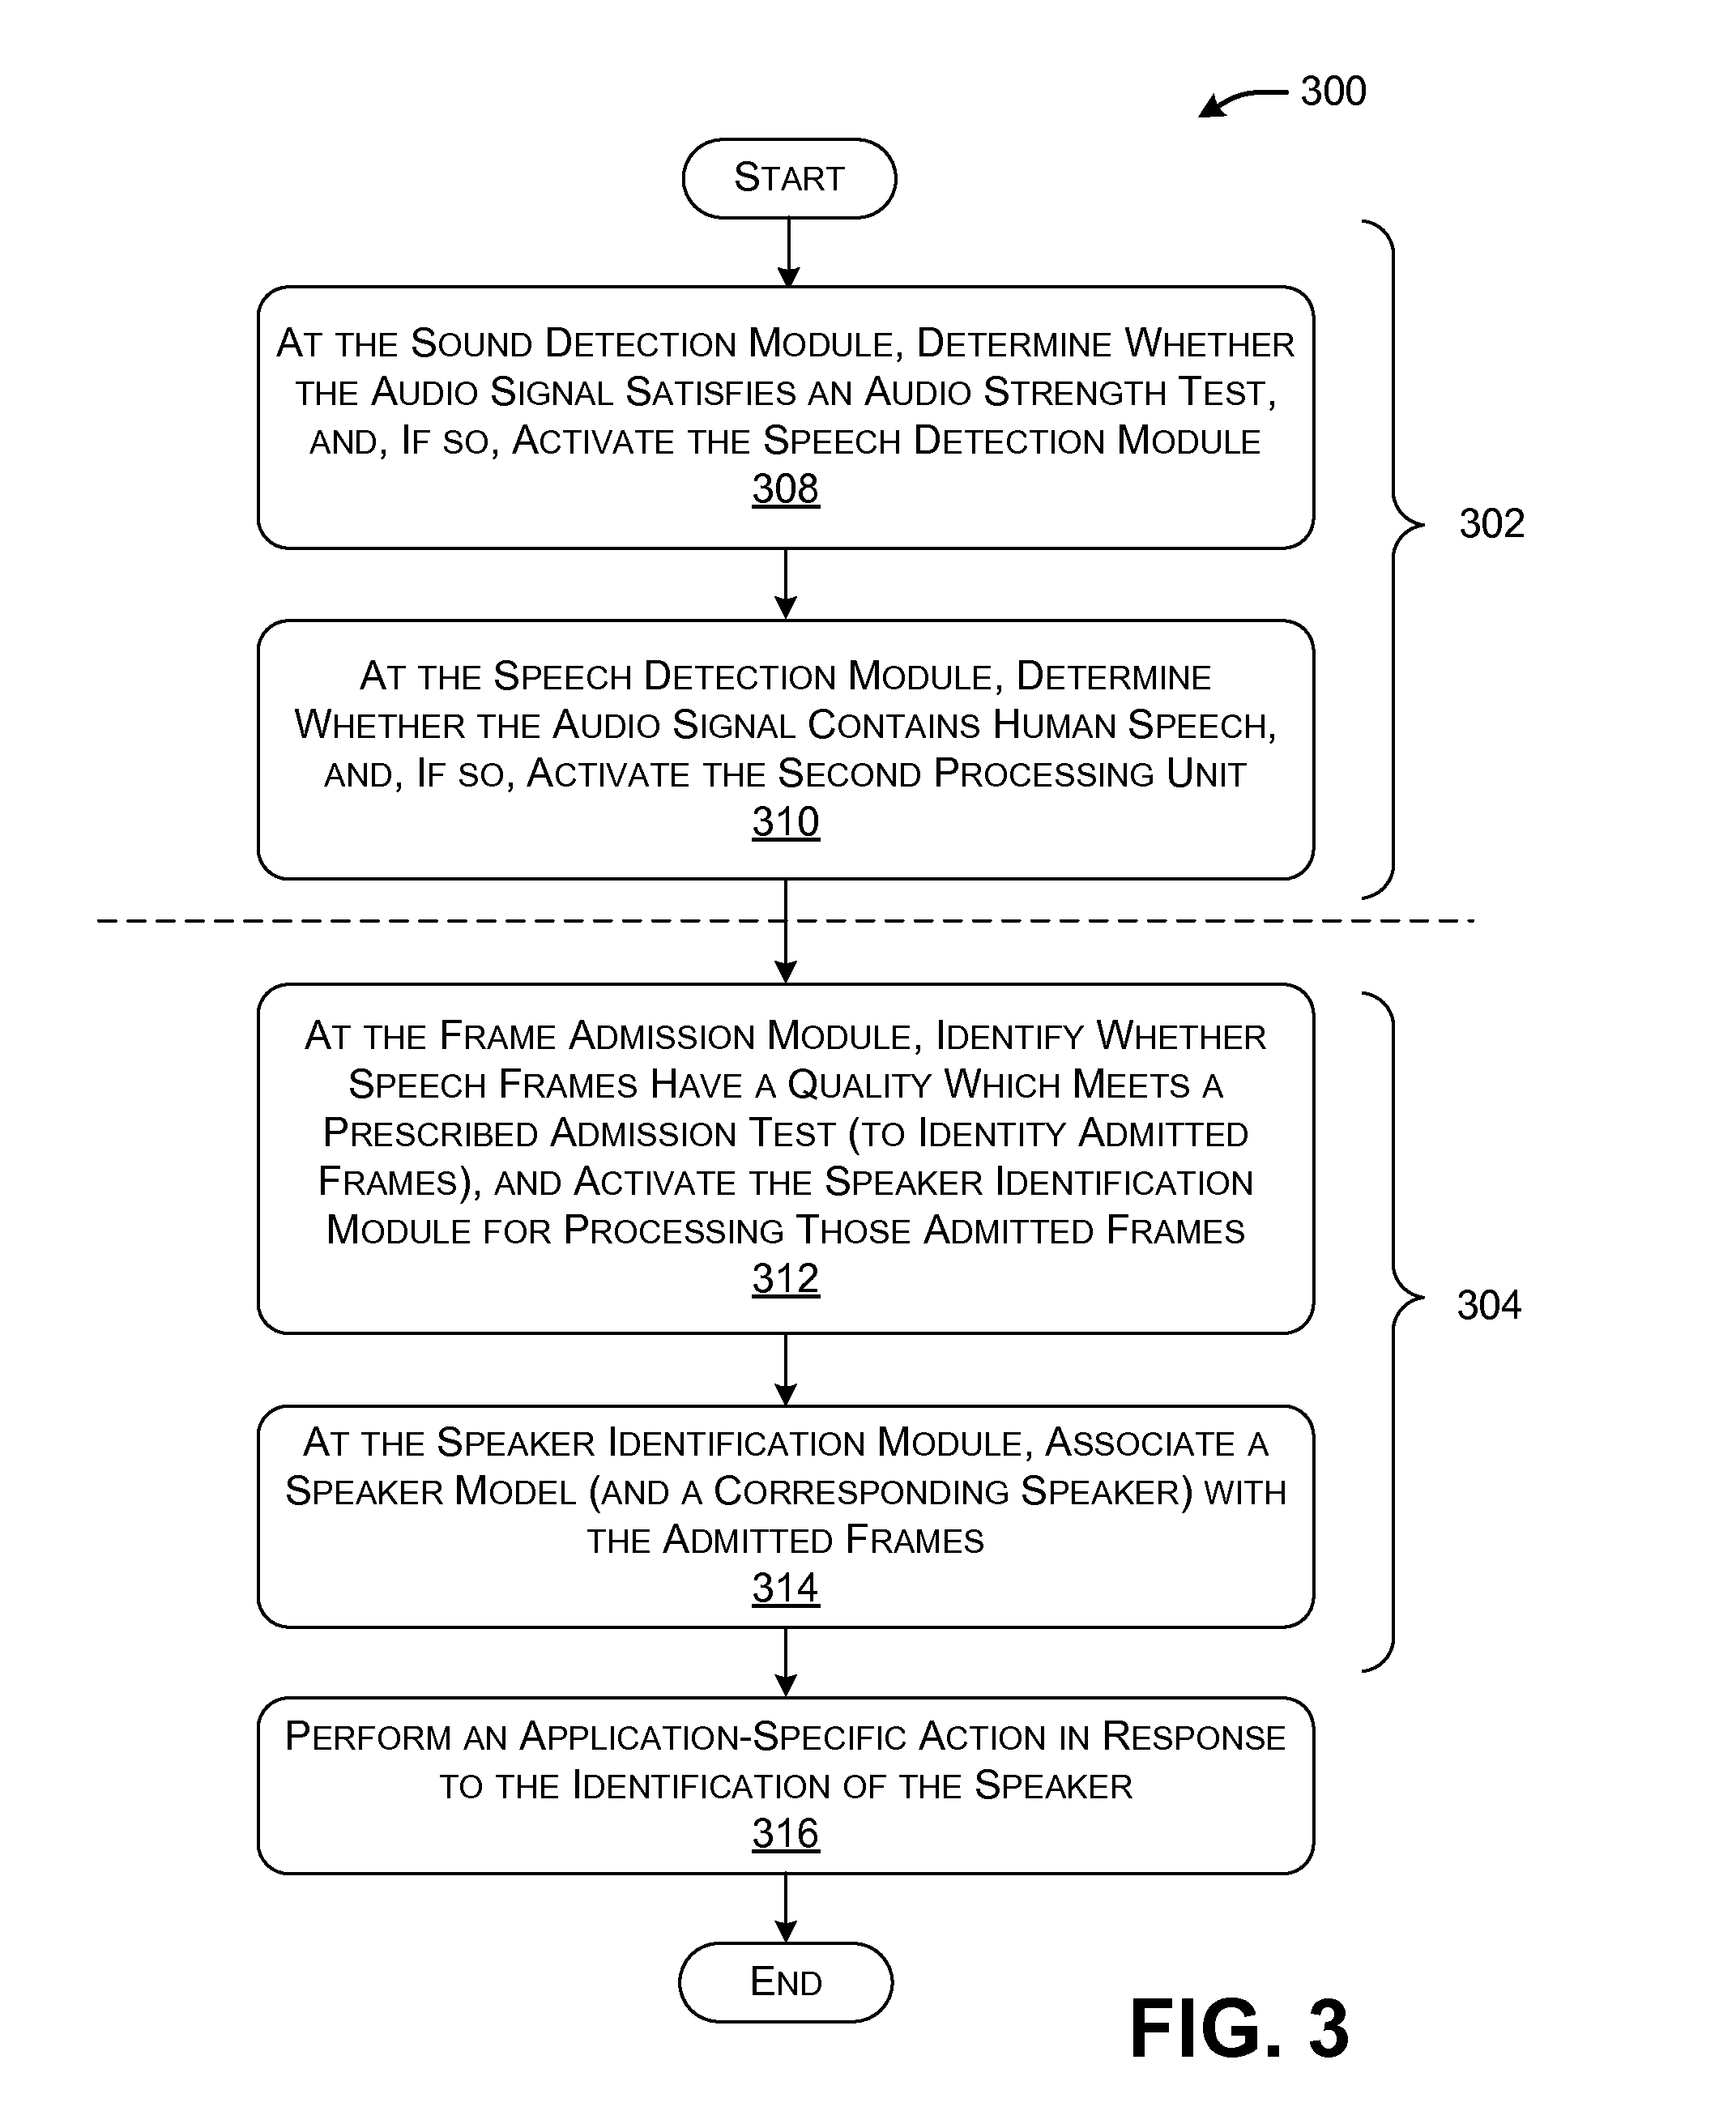 300
START
AT THE SOUND DETECTION MODULE, DETERMINE WHETHER
THE AUDIO SIGNAL SATISFIES AN AUDIO STRENGTH TEST,
AND, IF SO, ACTIVATE THE SPEECH DETECTION MODULE
308
302
AT THE SPEECH DETECTION MODULE, DETERMINE
WHETHER THE AUDIO SIGNAL CONTAINS HUMAN SPEECH,
AND, IF SO, ACTIVATE THE SECOND PROCESSING UNIT
310
AT THE FRAME ADMISSION MODULE, IDENTIFY WHETHER
SPEECH FRAMES HAVE A QUALITY WHICH MEETS A
PRESCRIBED ADMISSION TEST (TO IDENTITY ADMITTED
FRAMES), AND ACTIVATE THE SPEAKER IDENTIFICATION
MODULE FOR PROCESSING THOSE ADMITTED FRAMES
312
304
AT THE SPEAKER IDENTIFICATION MODULE, ASSOCIATE A
SPEAKER MODEL (AND A CORRESPONDING SPEAKER) WITH
THE ADMITTED FRAMES
314
PERFORM AN APPLICATION-SPECIFIC ACTION IN RESPONSE
TO THE IDENTIFICATION OF THE SPEAKER
316
END
FIG. 3